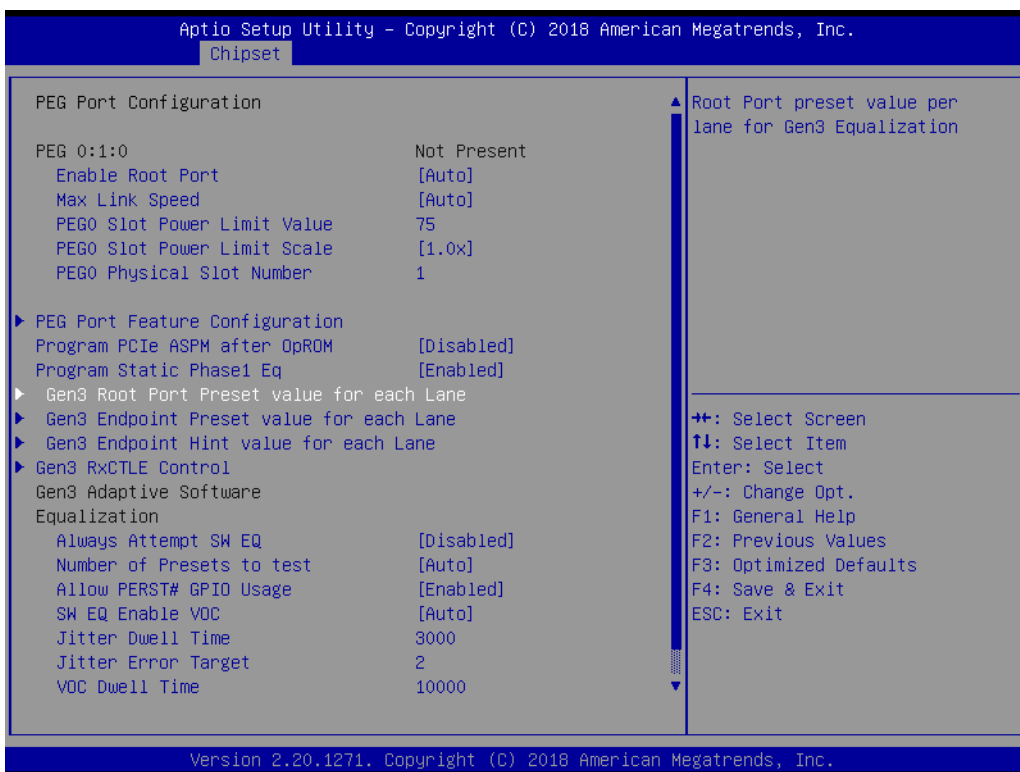 Aptio Setup Utility – Copyright (C) 2018 American Megatrends, Inc.
Chipset
PEG Port Configuration
PEG 0:1:0 Not Present
Enable Root Port [Auto]
Max Link Speed [Auto]
PEG0 Slot Power Limit Value 75
PEG0 Slot Power Limit Scale [1.0x]
PEG0 Physical Slot Number 1
PEG Port Feature Configuration
Program PCIe ASPM after OpROM [Disabled]
Program Static Phase1 Eq [Enabled]
Gen3 Root Port Preset value for each Lane
Gen3 Endpoint Preset value for each Lane
Gen3 Endpoint Hint value for each Lane
Gen3 RxCTLE Control
Gen3 Adaptive Software
Equalization
Always Attempt SW EQ [Disabled]
Number of Presets to test [Auto]
Allow PERST# GPIO Usage [Enabled]
SW EQ Enable VOC [Auto]
Jitter Dwell Time 3000
Jitter Error Target 2
VOC Dwell Time 10000
Root Port preset value per
lane for Gen3 Equalization
→←: Select Screen
↑↓: Select Item
Enter: Select
+/-: Change Opt.
F1: General Help
F2: Previous Values
F3: Optimized Defaults
F4: Save & Exit
ESC: Exit
Version 2.20.1271. Copyright (C) 2018 American Megatrends, Inc.